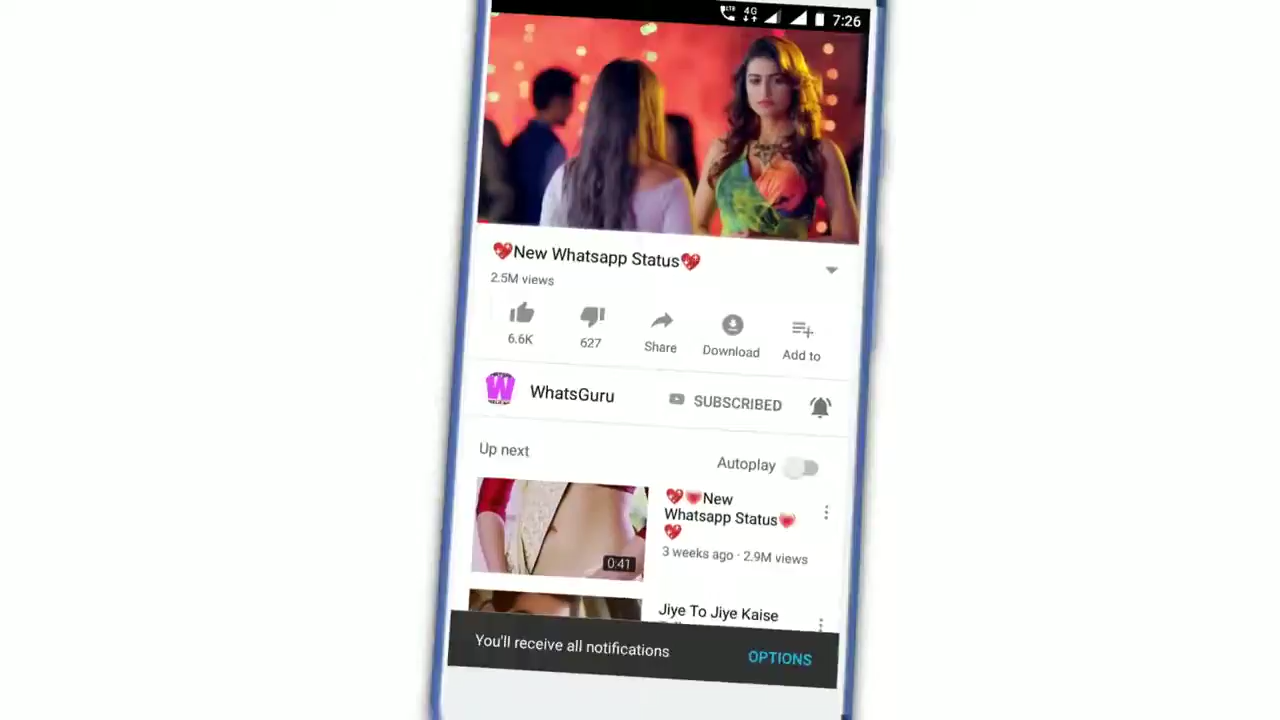 4G 7:26
💖New Whatsapp Status💖
2.5M views
6.6K 627 Share Download Add to
W WhatsGuru SUBSCRIBED
Up next Autoplay
💖💓New
Whatsapp Status💓
💖
3 weeks ago · 2.9M views
0:41
Jiye To Jiye Kaise
You'll receive all notifications OPTIONS